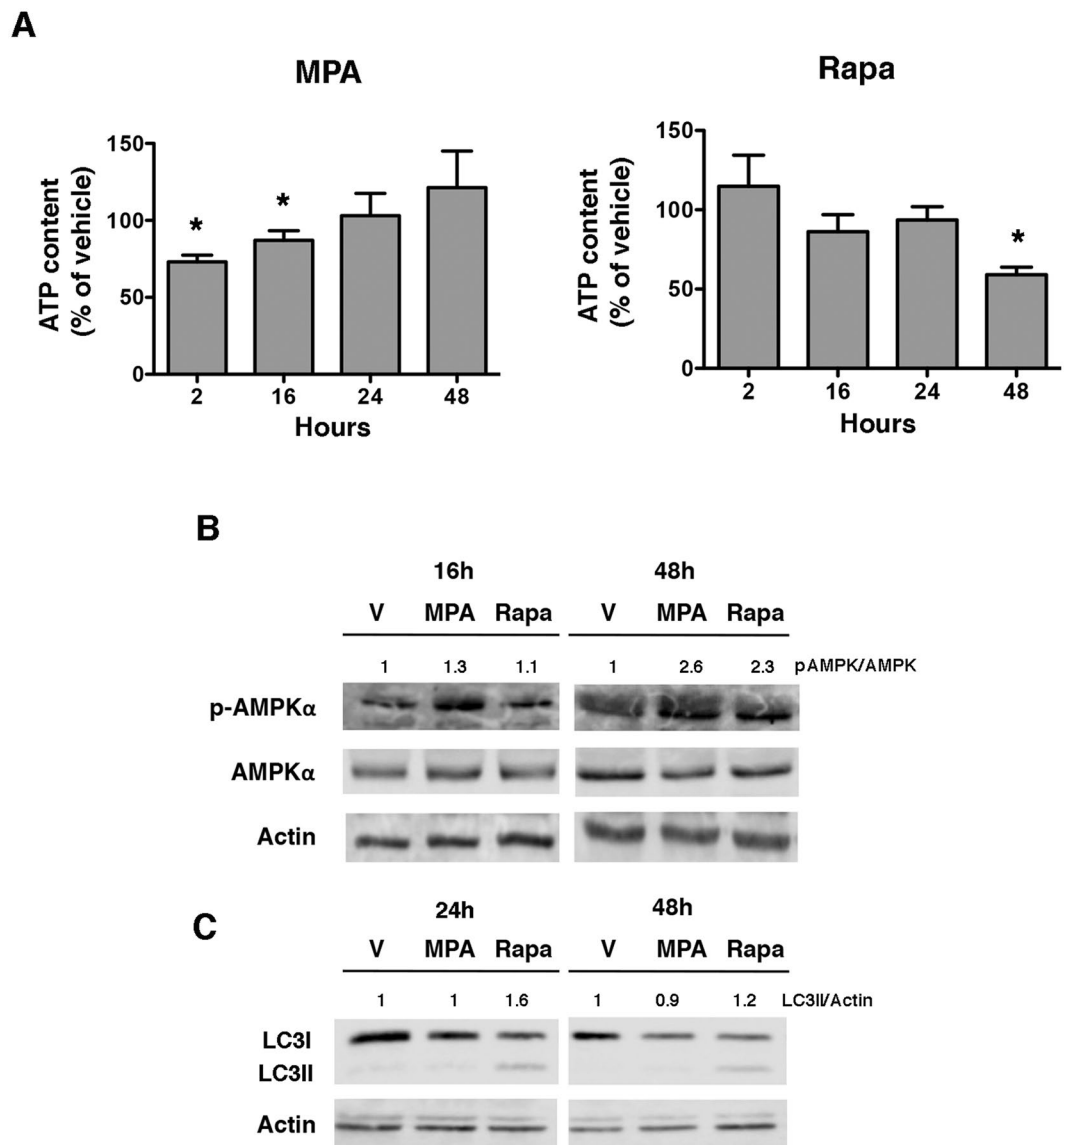 A
MPA
Rapa
ATP content
(% of vehicle)
150
100
50
0
*
*
2
16
24
48
Hours
ATP content
(% of vehicle)
150
100
50
0
*
2
16
24
48
Hours
B
16h
48h
V MPA Rapa V MPA Rapa
1 1.3 1.1 1 2.6 2.3 pAMPK/AMPK
p-AMPKα
AMPKα
Actin
C
24h
48h
V MPA Rapa V MPA Rapa
1 1 1.6 1 0.9 1.2 LC3II/Actin
LC3I
LC3II
Actin